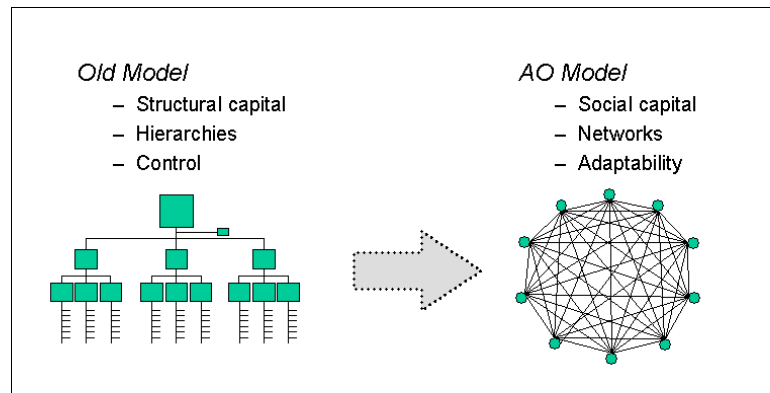 Old Model
– Structural capital
– Hierarchies
– Control
AO Model
– Social capital
– Networks
– Adaptability